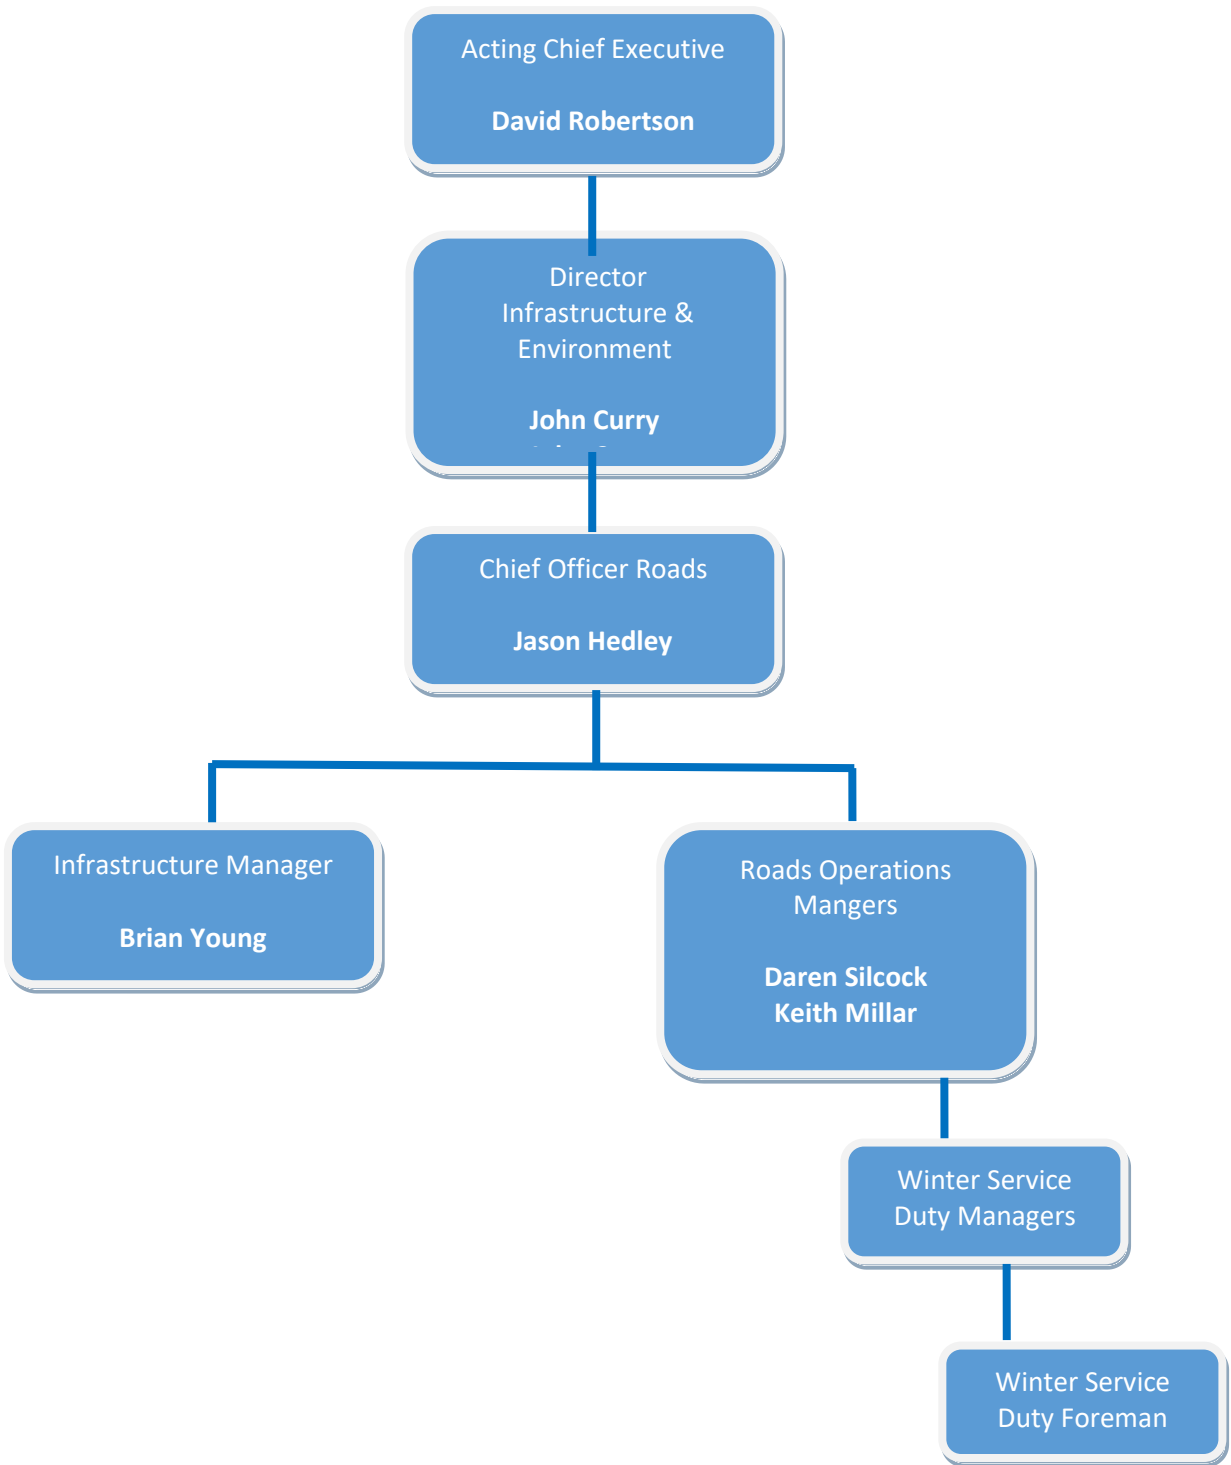 Acting Chief Executive
David Robertson
Director
Infrastructure &
Environment
John Curry
Chief Officer Roads
Jason Hedley
Infrastructure Manager
Brian Young
Roads Operations
Mangers
Daren Silcock
Keith Millar
Winter Service
Duty Managers
Winter Service
Duty Foreman